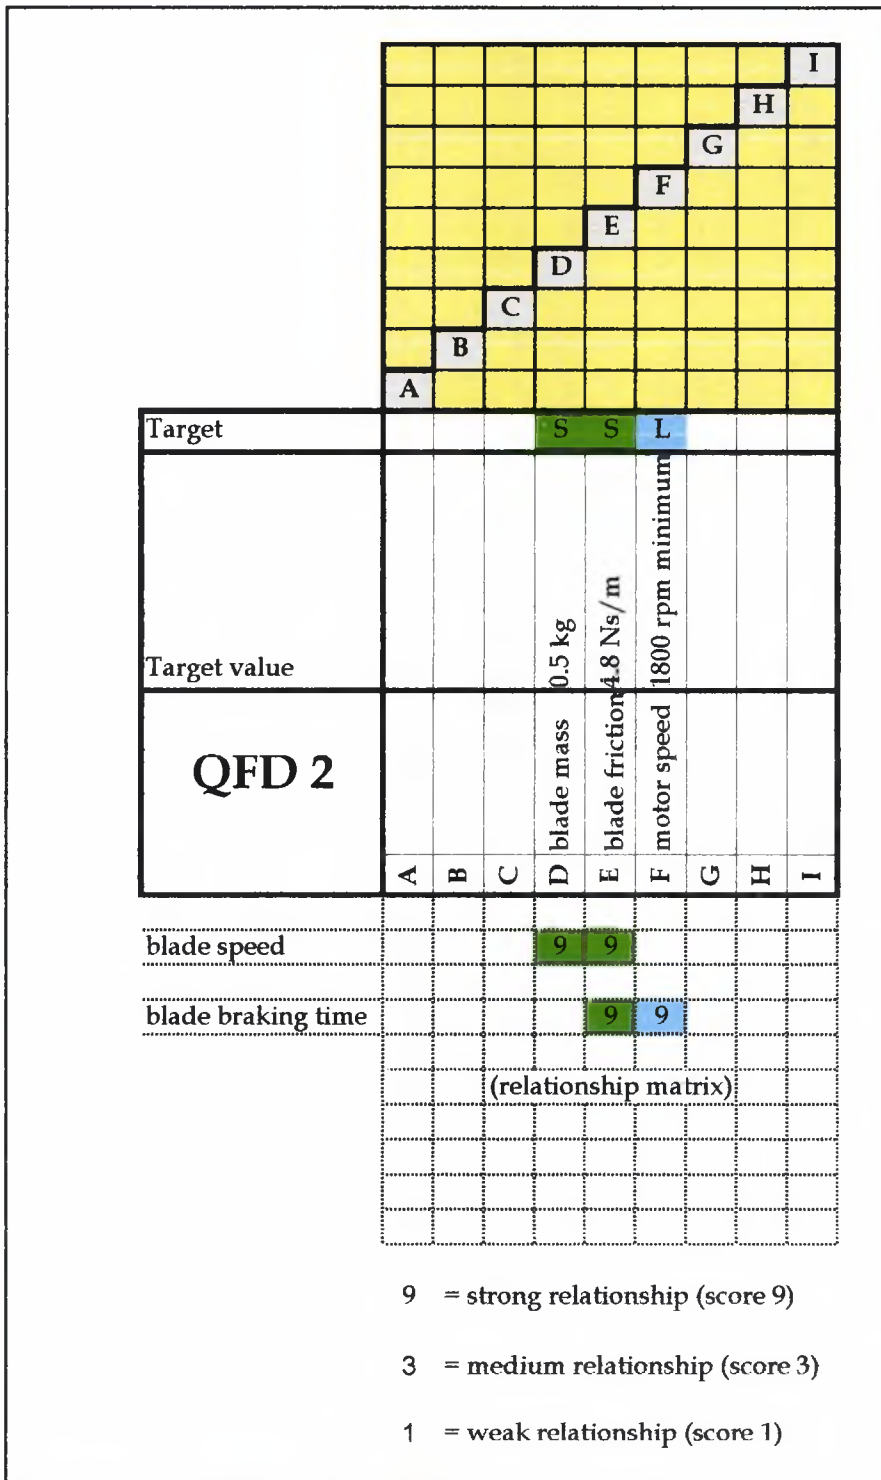 I
H
G
F
E
D
C
B
A
Target S S L
Target value 0.5 kg 4.8 Ns/m 1800 rpm minimum
QFD 2 blade mass blade friction motor speed
A B C D E F G H I
blade speed 9 9
blade braking time 9 9
(relationship matrix)
9 = strong relationship (score 9)
3 = medium relationship (score 3)
1 = weak relationship (score 1)